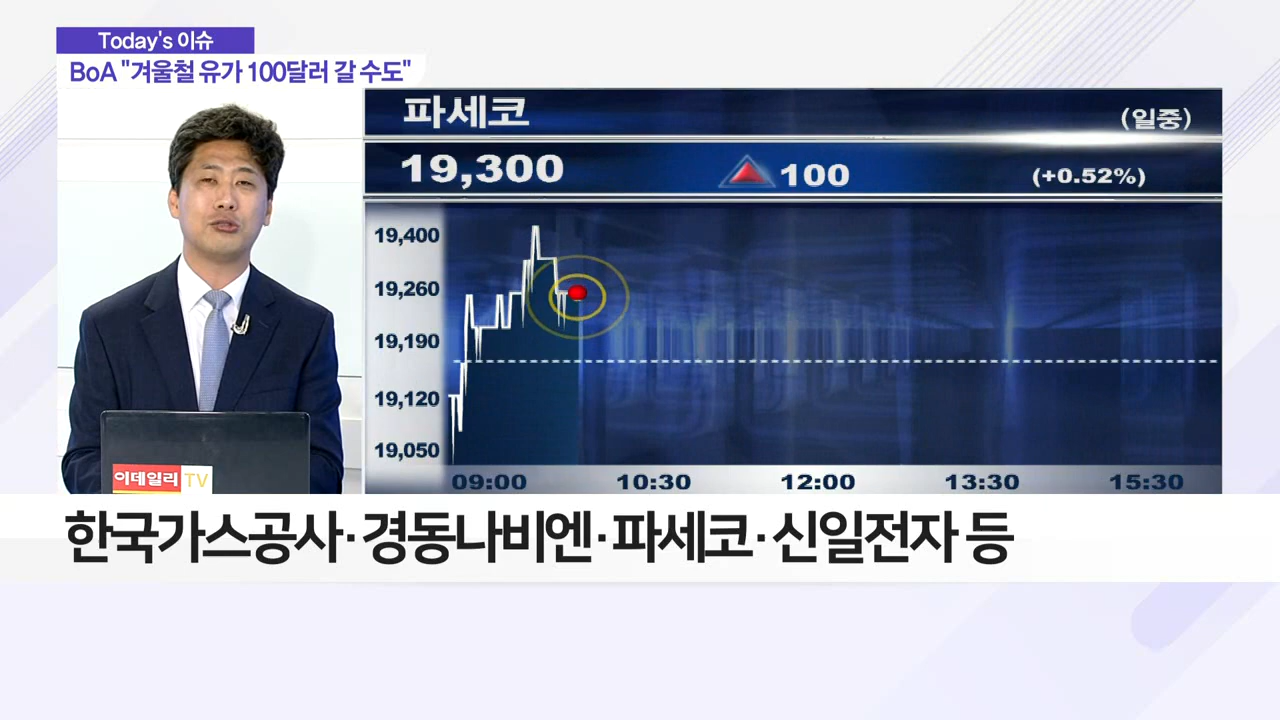 Today's 이슈
BoA "겨울철 유가 100달러 갈 수도"
파세코
(일중)
19,300
100
(+0.52%)
19,400
19,260
19,190
19,120
19,050
09:00
10:30
12:00
13:30
15:30
이데일리 TV
한국가스공사·경동나비엔·파세코·신일전자 등